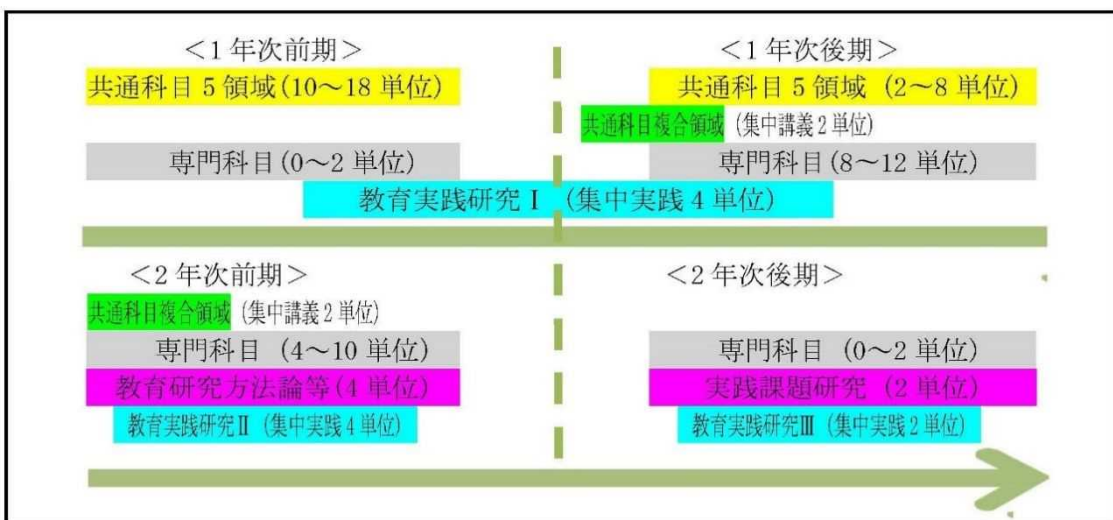 <1年次前期>
共通科目5領域(10～18単位)
専門科目(0～2単位)
<1年次後期>
共通科目5領域 (2～8単位)
共通科目複合領域 (集中講義2単位)
専門科目(8～12単位)
教育実践研究Ⅰ (集中実践4単位)
<2年次前期>
共通科目複合領域 (集中講義2単位)
専門科目 (4～10単位)
教育研究方法論等(4単位)
教育実践研究Ⅱ (集中実践4単位)
<2年次後期>
専門科目 (0～2単位)
実践課題研究 (2単位)
教育実践研究Ⅲ (集中実践2単位)